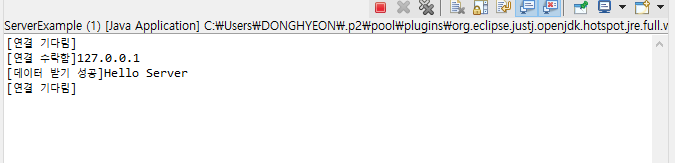 ServerExample (1) [Java Application] C:₩Users₩DONGHYEON₩.p2₩pool₩plugins₩org.eclipse.justj.openjdk.hotspot.jre.full.v
[연결 기다림]
[연결 수락함]127.0.0.1
[데이터 받기 성공]Hello Server
[연결 기다림]